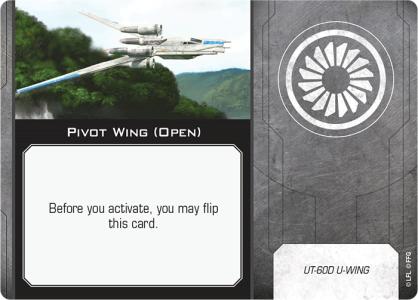 Pivot Wing (Open)
Before you activate, you may flip
this card.
UT-60D U-WING
© LFL © FFG